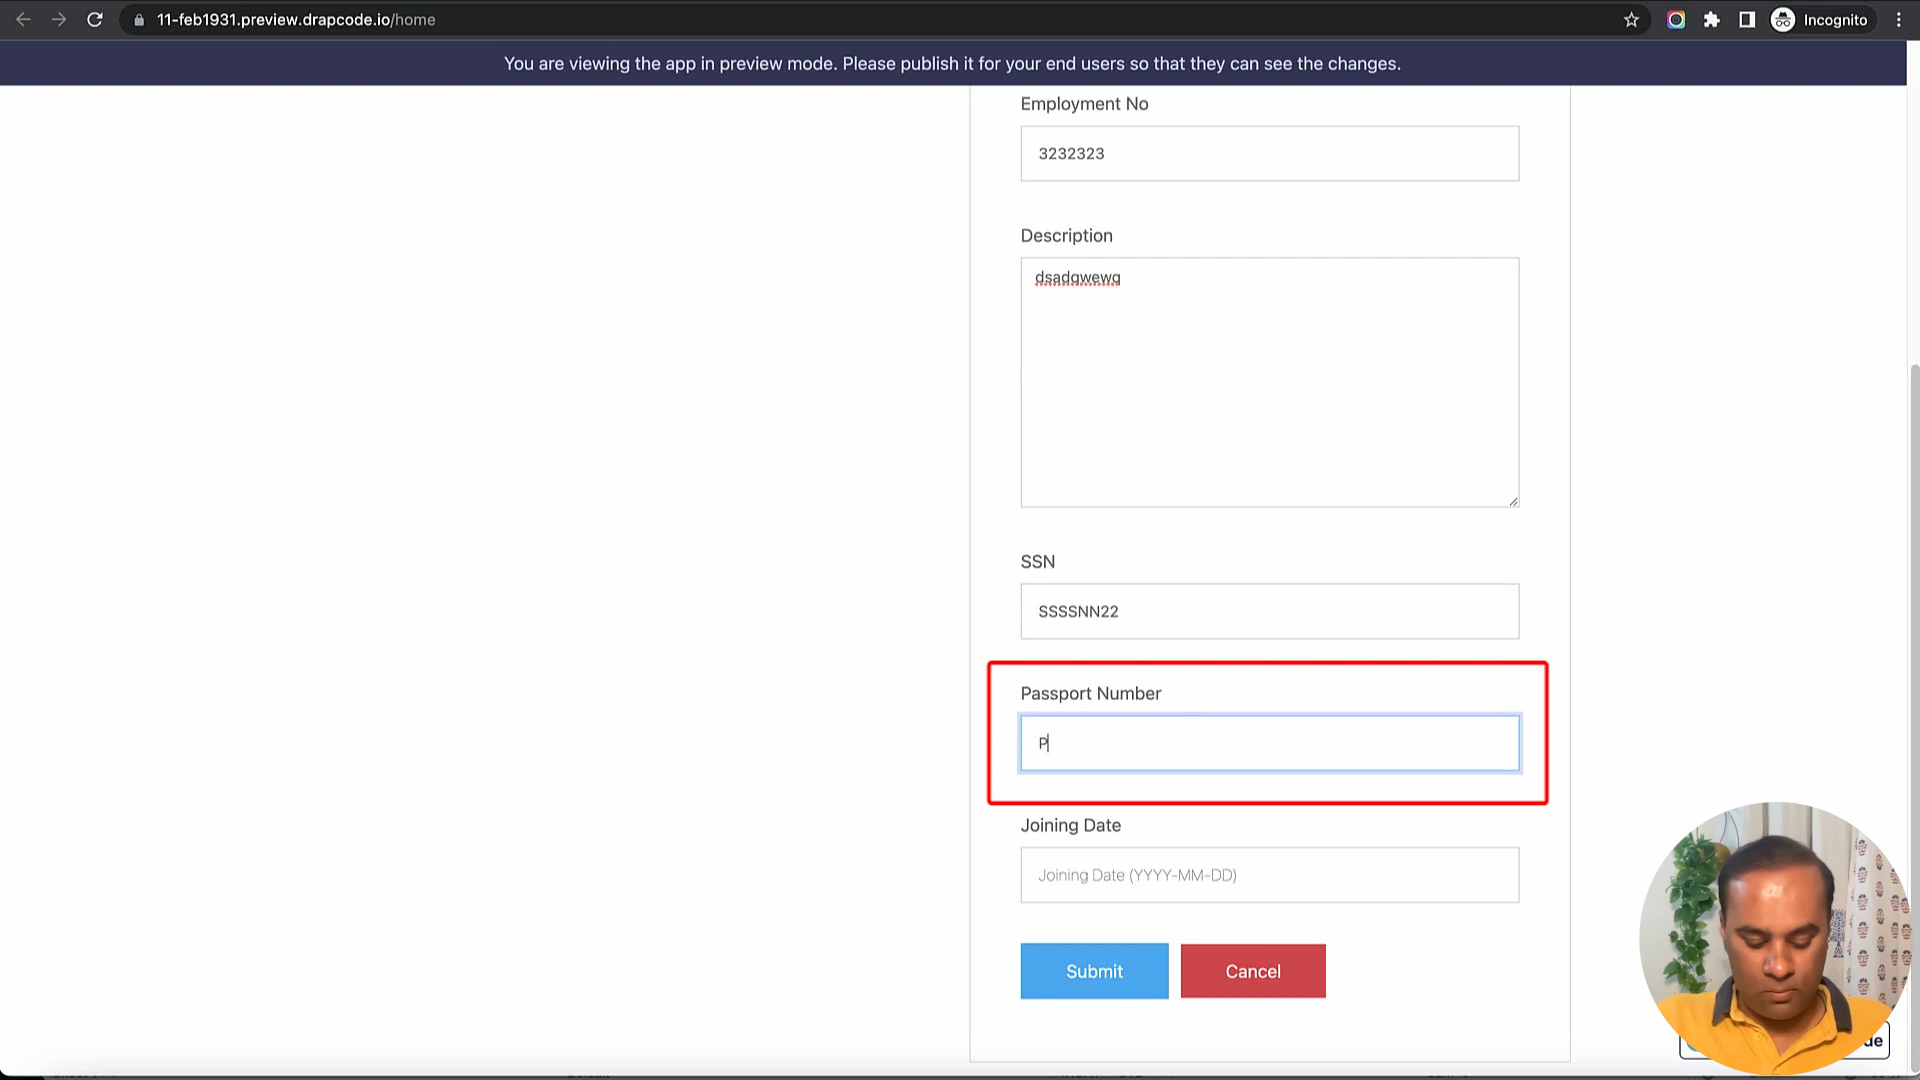 11-feb1931.preview.drapcode.io/home
Incognito
You are viewing the app in preview mode. Please publish it for your end users so that they can see the changes.
Employment No
3232323
Description
dsadqwewq
SSN
SSSSNN22
Passport Number
P
Joining Date
Joining Date (YYYY-MM-DD)
Submit
Cancel
de